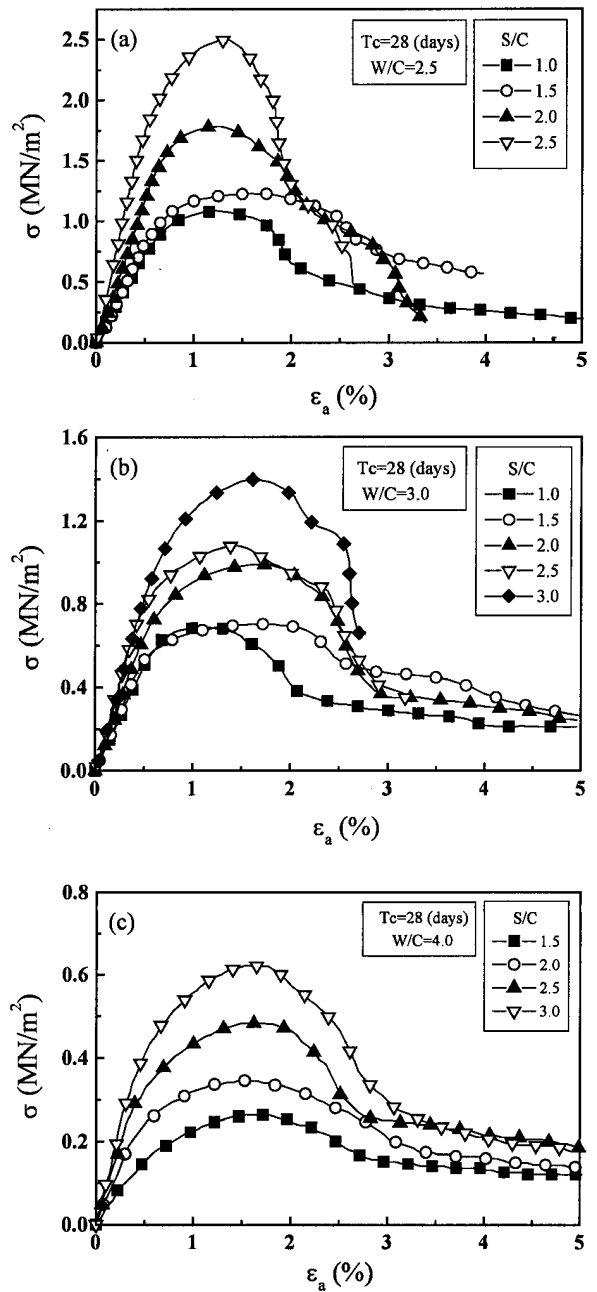 (a)
Tc=28 (days)
W/C=2.5
S/C
1.0
1.5
2.0
2.5
2.5
2.0
1.5
1.0
0.5
0.0
σ (MN/m²)
0 1 2 3 4 5
εₐ (%)
(b)
Tc=28 (days)
W/C=3.0
S/C
1.0
1.5
2.0
2.5
3.0
1.6
1.2
0.8
0.4
0.0
σ (MN/m²)
0 1 2 3 4 5
εₐ (%)
(c)
Tc=28 (days)
W/C=4.0
S/C
1.5
2.0
2.5
3.0
0.8
0.6
0.4
0.2
0.0
σ (MN/m²)
0 1 2 3 4 5
εₐ (%)